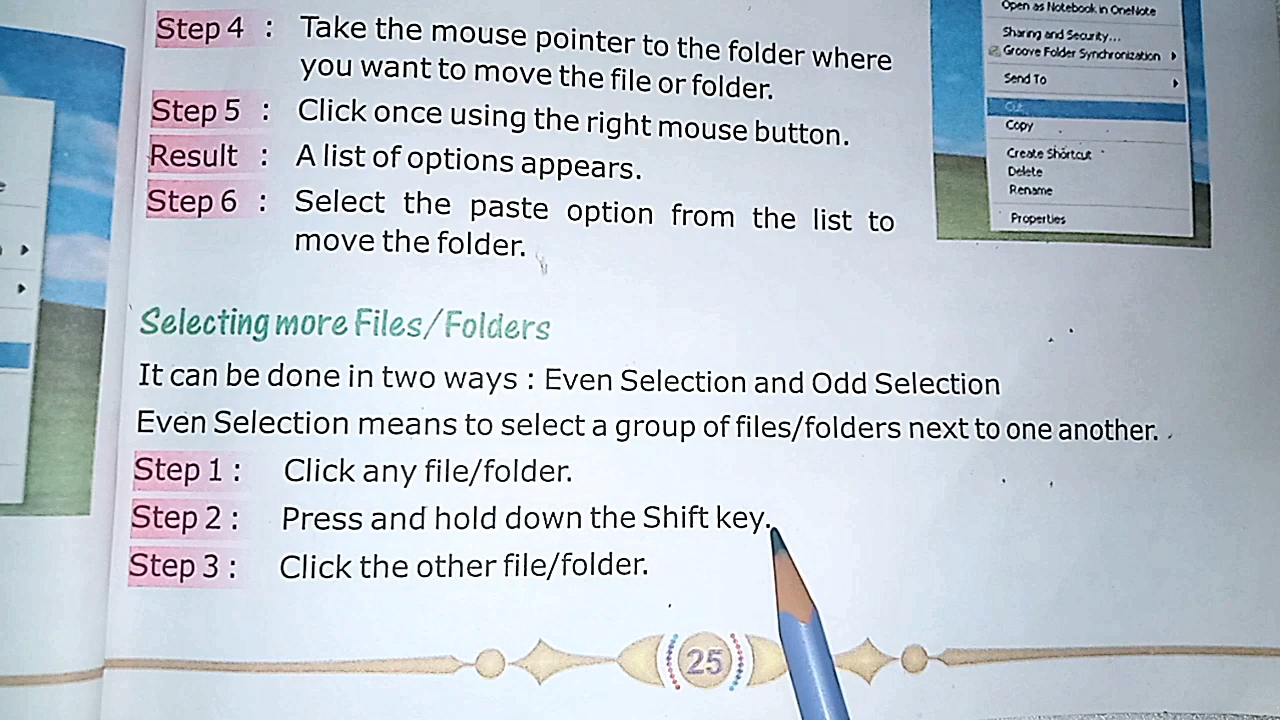 Step 4 : Take the mouse pointer to the folder where
you want to move the file or folder.
Step 5 : Click once using the right mouse button.
Result : A list of options appears.
Step 6 : Select the paste option from the list to
move the folder.
Open as Notebook in OneNote
Sharing and Security...
Groove Folder Synchronization
Send To
Cut
Copy
Create Shortcut
Delete
Rename
Properties
Selecting more Files/Folders
It can be done in two ways : Even Selection and Odd Selection
Even Selection means to select a group of files/folders next to one another.
Step 1 : Click any file/folder.
Step 2 : Press and hold down the Shift key.
Step 3 : Click the other file/folder.
25